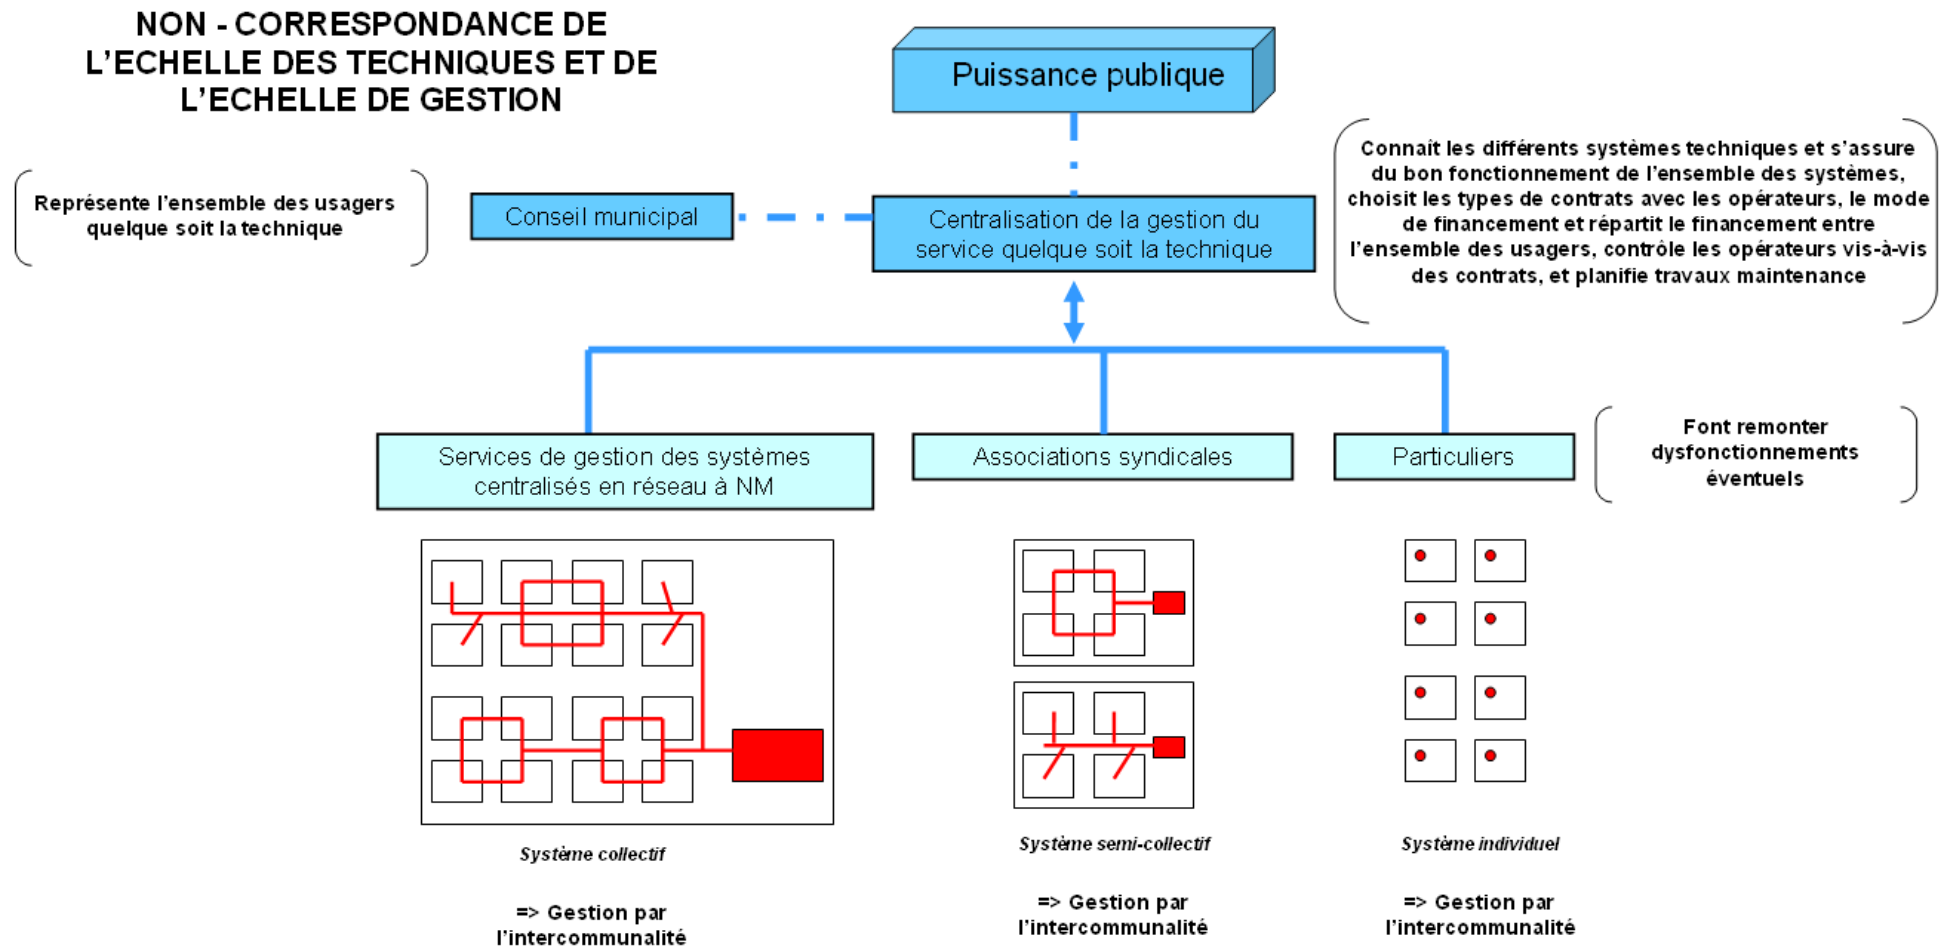 NON - CORRESPONDANCE DE
L'ECHELLE DES TECHNIQUES ET DE
L'ECHELLE DE GESTION
Puissance publique
Représente l'ensemble des usagers
quelque soit la technique
Conseil municipal
Centralisation de la gestion du
service quelque soit la technique
Connait les différents systèmes techniques et s'assure
du bon fonctionnement de l'ensemble des systèmes,
choisit les types de contrats avec les opérateurs, le mode
de financement et répartit le financement entre
l'ensemble des usagers, contrôle les opérateurs vis-à-vis
des contrats, et planifie travaux maintenance
Services de gestion des systèmes
centralisés en réseau à NM
Associations syndicales
Particuliers
Font remonter
dysfonctionnements
éventuels
Système collectif
=> Gestion par
l'intercommunalité
Système semi-collectif
=> Gestion par
l'intercommunalité
Système individuel
=> Gestion par
l'intercommunalité